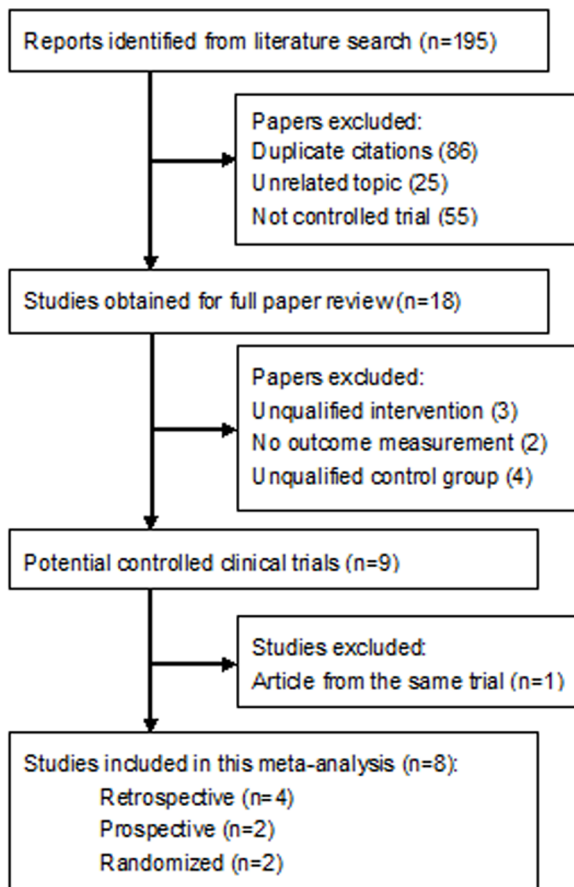 Reports identified from literature search (n=195)
Papers excluded:
Duplicate citations (86)
Unrelated topic (25)
Not controlled trial (55)
Studies obtained for full paper review (n=18)
Papers excluded:
Unqualified intervention (3)
No outcome measurement (2)
Unqualified control group (4)
Potential controlled clinical trials (n=9)
Studies excluded:
Article from the same trial (n=1)
Studies included in this meta-analysis (n=8):
Retrospective (n=4)
Prospective (n=2)
Randomized (n=2)